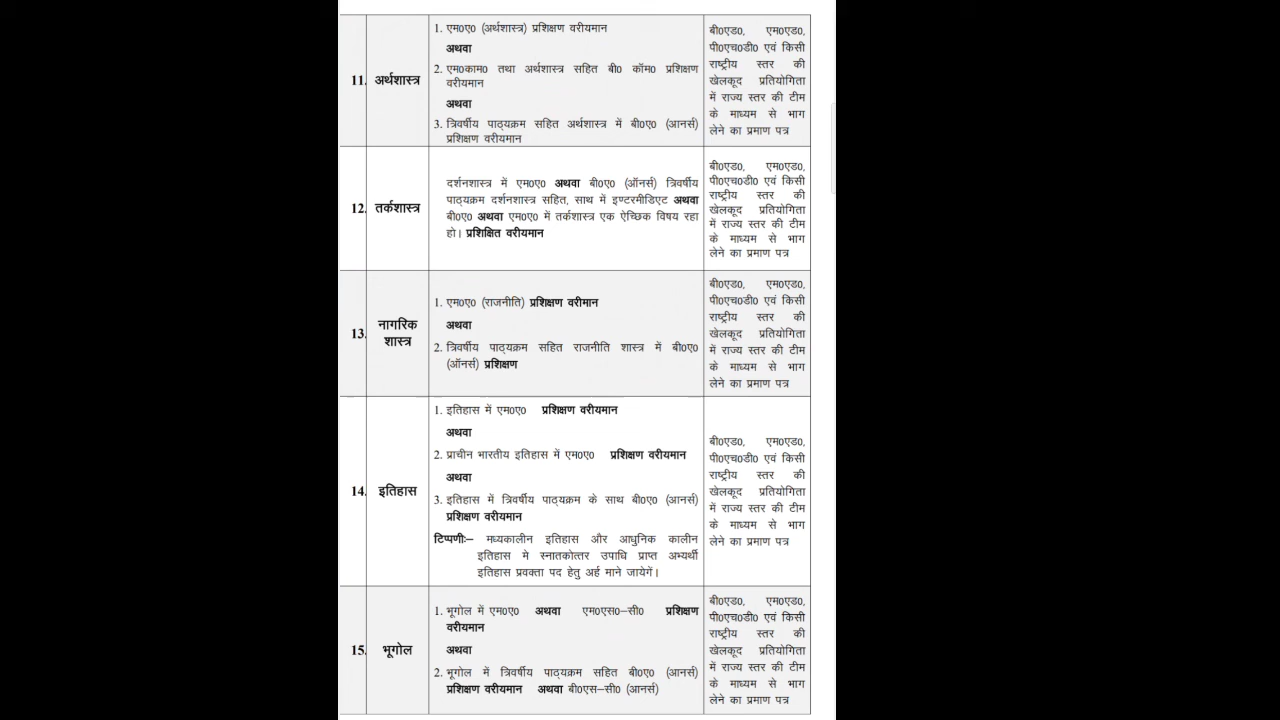 11.
अर्थशास्त्र
1. एम0ए0 (अर्थशास्त्र) प्रशिक्षण वरीयमान
अथवा
2. एम0काम0 तथा अर्थशास्त्र सहित बी0 कॉम0 प्रशिक्षण
वरीयमान
अथवा
3. त्रिवर्षीय पाठ्यक्रम सहित अर्थशास्त्र में बी0ए0 (आनर्स)
प्रशिक्षण वरीयमान
बी0एड0, एम0एड0,
पी0एच0डी0 एवं किसी
राष्ट्रीय स्तर की
खेलकूद प्रतियोगिता
में राज्य स्तर की टीम
के माध्यम से भाग
लेने का प्रमाण पत्र
12.
तर्कशास्त्र
दर्शनशास्त्र में एम0ए0 अथवा बी0ए0 (ऑनर्स) त्रिवर्षीय
पाठ्यक्रम दर्शनशास्त्र सहित, साथ में इण्टरमीडिएट अथवा
बी0ए0 अथवा एम0ए0 में तर्कशास्त्र एक ऐच्छिक विषय रहा
हो। प्रशिक्षित वरीयमान
बी0एड0, एम0एड0,
पी0एच0डी0 एवं किसी
राष्ट्रीय स्तर की
खेलकूद प्रतियोगिता
में राज्य स्तर की टीम
के माध्यम से भाग
लेने का प्रमाण पत्र
13.
नागरिक
शास्त्र
1. एम0ए0 (राजनीति) प्रशिक्षण वरीमान
अथवा
2. त्रिवर्षीय पाठ्यक्रम सहित राजनीति शास्त्र में बी0ए0
(ऑनर्स) प्रशिक्षण
बी0एड0, एम0एड0,
पी0एच0डी0 एवं किसी
राष्ट्रीय स्तर की
खेलकूद प्रतियोगिता
में राज्य स्तर की टीम
के माध्यम से भाग
लेने का प्रमाण पत्र
14.
इतिहास
1. इतिहास में एम0ए0 प्रशिक्षण वरीयमान
अथवा
2. प्राचीन भारतीय इतिहास में एम0ए0 प्रशिक्षण वरीयमान
अथवा
3. इतिहास में त्रिवर्षीय पाठ्यक्रम के साथ बी0ए0 (आनर्स)
प्रशिक्षण वरीयमान
टिप्पणीः– मध्यकालीन इतिहास और आधुनिक कालीन
इतिहास मे स्नातकोत्तर उपाधि प्राप्त अभ्यर्थी
इतिहास प्रवक्ता पद हेतु अर्ह माने जायेगें।
बी0एड0, एम0एड0,
पी0एच0डी0 एवं किसी
राष्ट्रीय स्तर की
खेलकूद प्रतियोगिता
में राज्य स्तर की टीम
के माध्यम से भाग
लेने का प्रमाण पत्र
15.
भूगोल
1. भूगोल में एम0ए0 अथवा एम0एस0–सी0 प्रशिक्षण
वरीयमान
अथवा
2. भूगोल में त्रिवर्षीय पाठ्यक्रम सहित बी0ए0 (आनर्स)
प्रशिक्षण वरीयमान अथवा बी0एस–सी0 (आनर्स)
बी0एड0, एम0एड0,
पी0एच0डी0 एवं किसी
राष्ट्रीय स्तर की
खेलकूद प्रतियोगिता
में राज्य स्तर की टीम
के माध्यम से भाग
लेने का प्रमाण पत्र